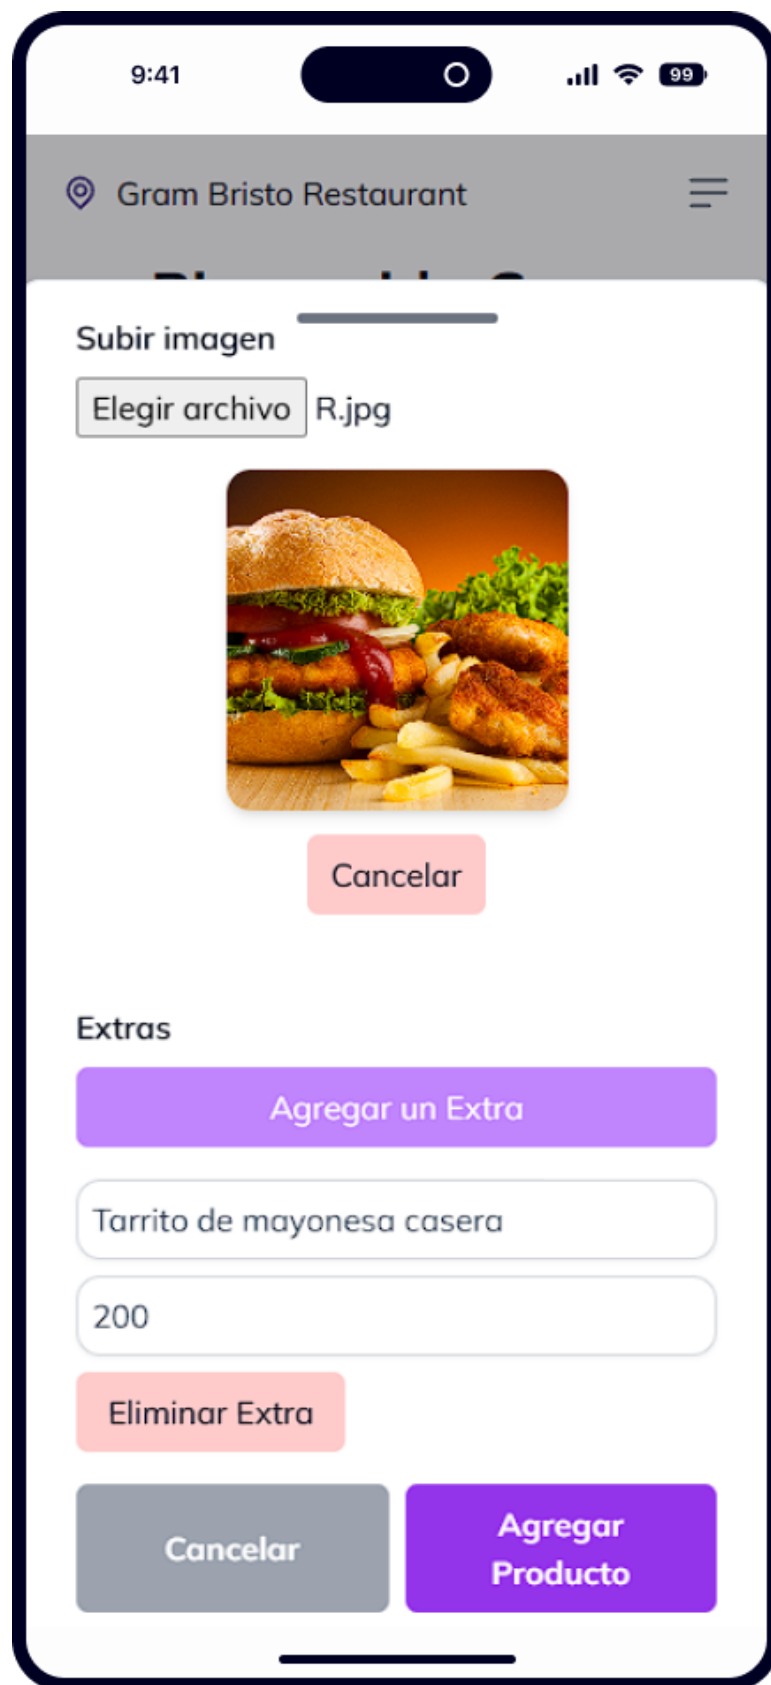 9:41
99
Gram Bristo Restaurant
Subir imagen
Elegir archivo R.jpg
Cancelar
Extras
Agregar un Extra
Tarrito de mayonesa casera
200
Eliminar Extra
Cancelar
Agregar
Producto